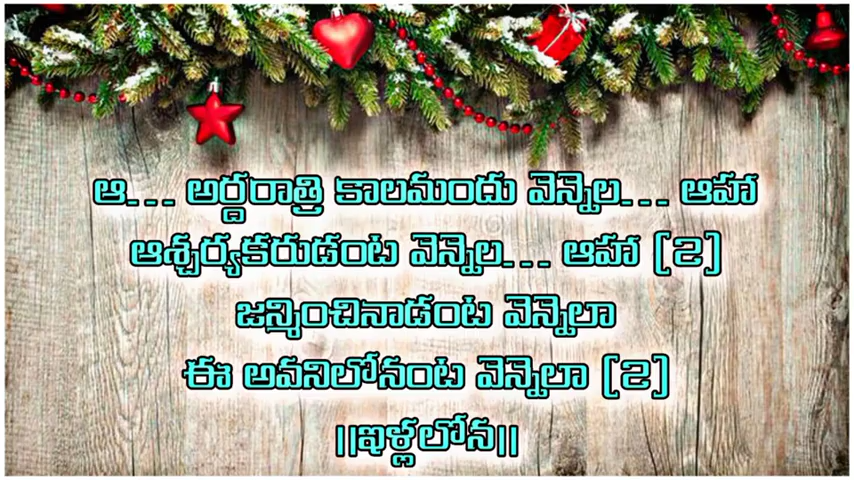 ఆ... అర్ధరాత్రి కాలమందు వెన్నెల... ఆహా
ఆశ్చర్యకరుడంట వెన్నెల... ఆహా (2)
జన్మించినాడంట వెన్నెలా
ఈ అవనిలోనంట వెన్నెలా (2)
||ఇళ్లలోన||